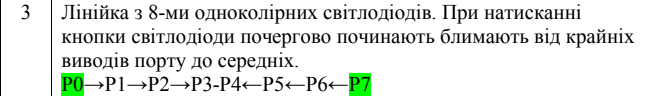 3 Лінійка з 8-ми одноколірних світлодіодів. При натисканні
кнопки світлодіоди почергово починають блимають від крайніх
виводів порту до середніх.
P0→P1→P2→P3-P4←P5←P6←P7